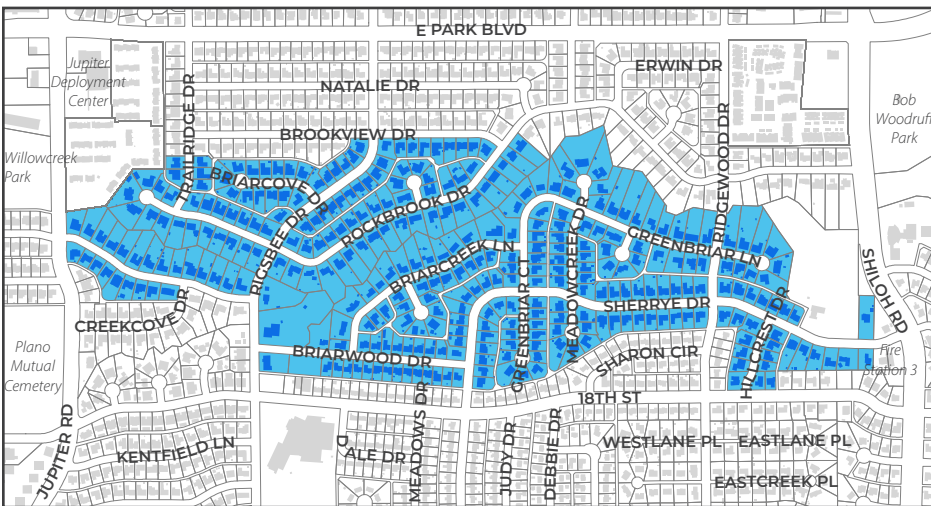 E PARK BLVD
Jupiter
Deployment
Center
ERWIN DR
NATALIE DR
Bob
Woodruff
Park
BROOKVIEW DR
TRAILRIDGE DR
RIDGEWOOD DR
Willowcreek
Park
BRIARCOVE DR
ROCKBROOK DR
RIGSBEE DR
MEADOWCREEK DR
GREENBRIAR LN
BRIARCREEK LN
SHILOH RD
GREENBRIAR CT
SHERRYE DR
HILLCREST DR
CREEKCOVE DR
BRIARWOOD DR
SHARON CIR
Plano
Mutual
Cemetery
Fire
Station 3
MEADOWS DR
18TH ST
JUPITER RD
KENTFIELD LN
DALE DR
JUDY DR
DEBBIE DR
WESTLANE PL
EASTLANE PL
EASTCREEK PL